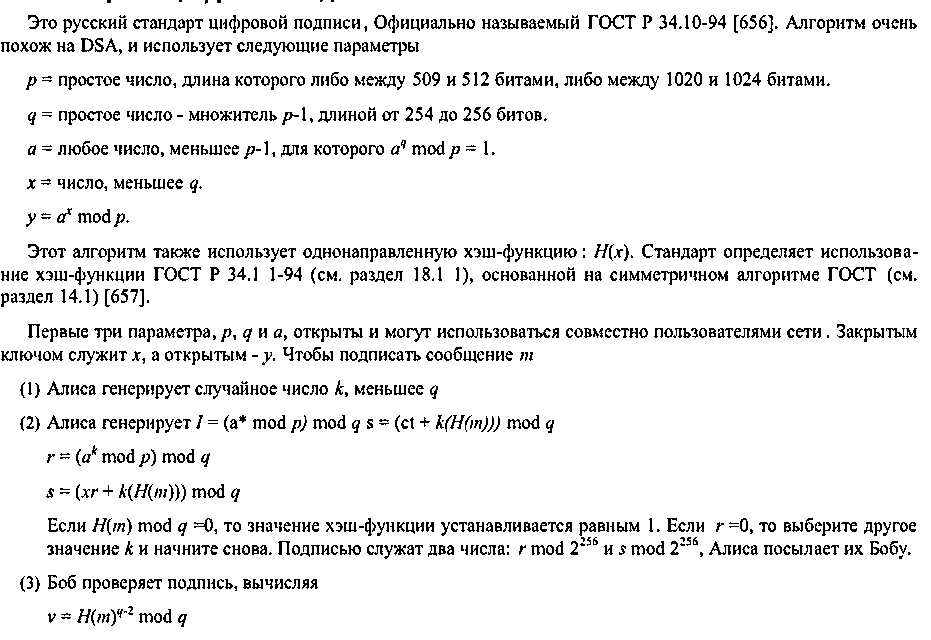 Это русский стандарт цифровой подписи, Официально называемый ГОСТ Р 34.10-94 [656]. Алгоритм очень
похож на DSA, и использует следующие параметры
p = простое число, длина которого либо между 509 и 512 битами, либо между 1020 и 1024 битами.
q = простое число - множитель p-1, длиной от 254 до 256 битов.
a = любое число, меньшее p-1, для которого a^q mod p = 1.
x = число, меньшее q.
y = a^x mod p.
Этот алгоритм также использует однонаправленную хэш-функцию : H(x). Стандарт определяет использова-
ние хэш-функции ГОСТ Р 34.1 1-94 (см. раздел 18.1 1), основанной на симметричном алгоритме ГОСТ (см.
раздел 14.1) [657].
Первые три параметра, p, q и a, открыты и могут использоваться совместно пользователями сети . Закрытым
ключом служит x, а открытым - y. Чтобы подписать сообщение m
(1) Алиса генерирует случайное число k, меньшее q
(2) Алиса генерирует I = (a* mod p) mod q s = (ct + k(H(m))) mod q
r = (a^k mod p) mod q
s = (xr + k(H(m))) mod q
Если H(m) mod q =0, то значение хэш-функции устанавливается равным 1. Если r =0, то выберите другое
значение k и начните снова. Подписью служат два числа: r mod 2^256 и s mod 2^256, Алиса посылает их Бобу.
(3) Боб проверяет подпись, вычисляя
v = H(m)^q-2 mod q